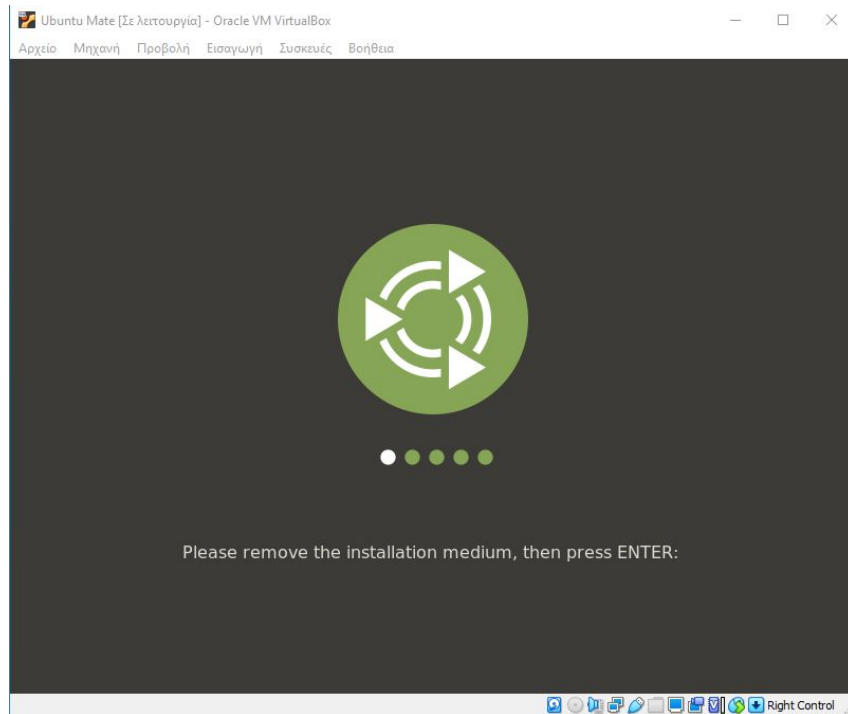 Ubuntu Mate [Σε λειτουργία] - Oracle VM VirtualBox
Αρχείο Μηχανή Προβολή Εισαγωγή Συσκευές Βοήθεια
Please remove the installation medium, then press ENTER:
Right Control